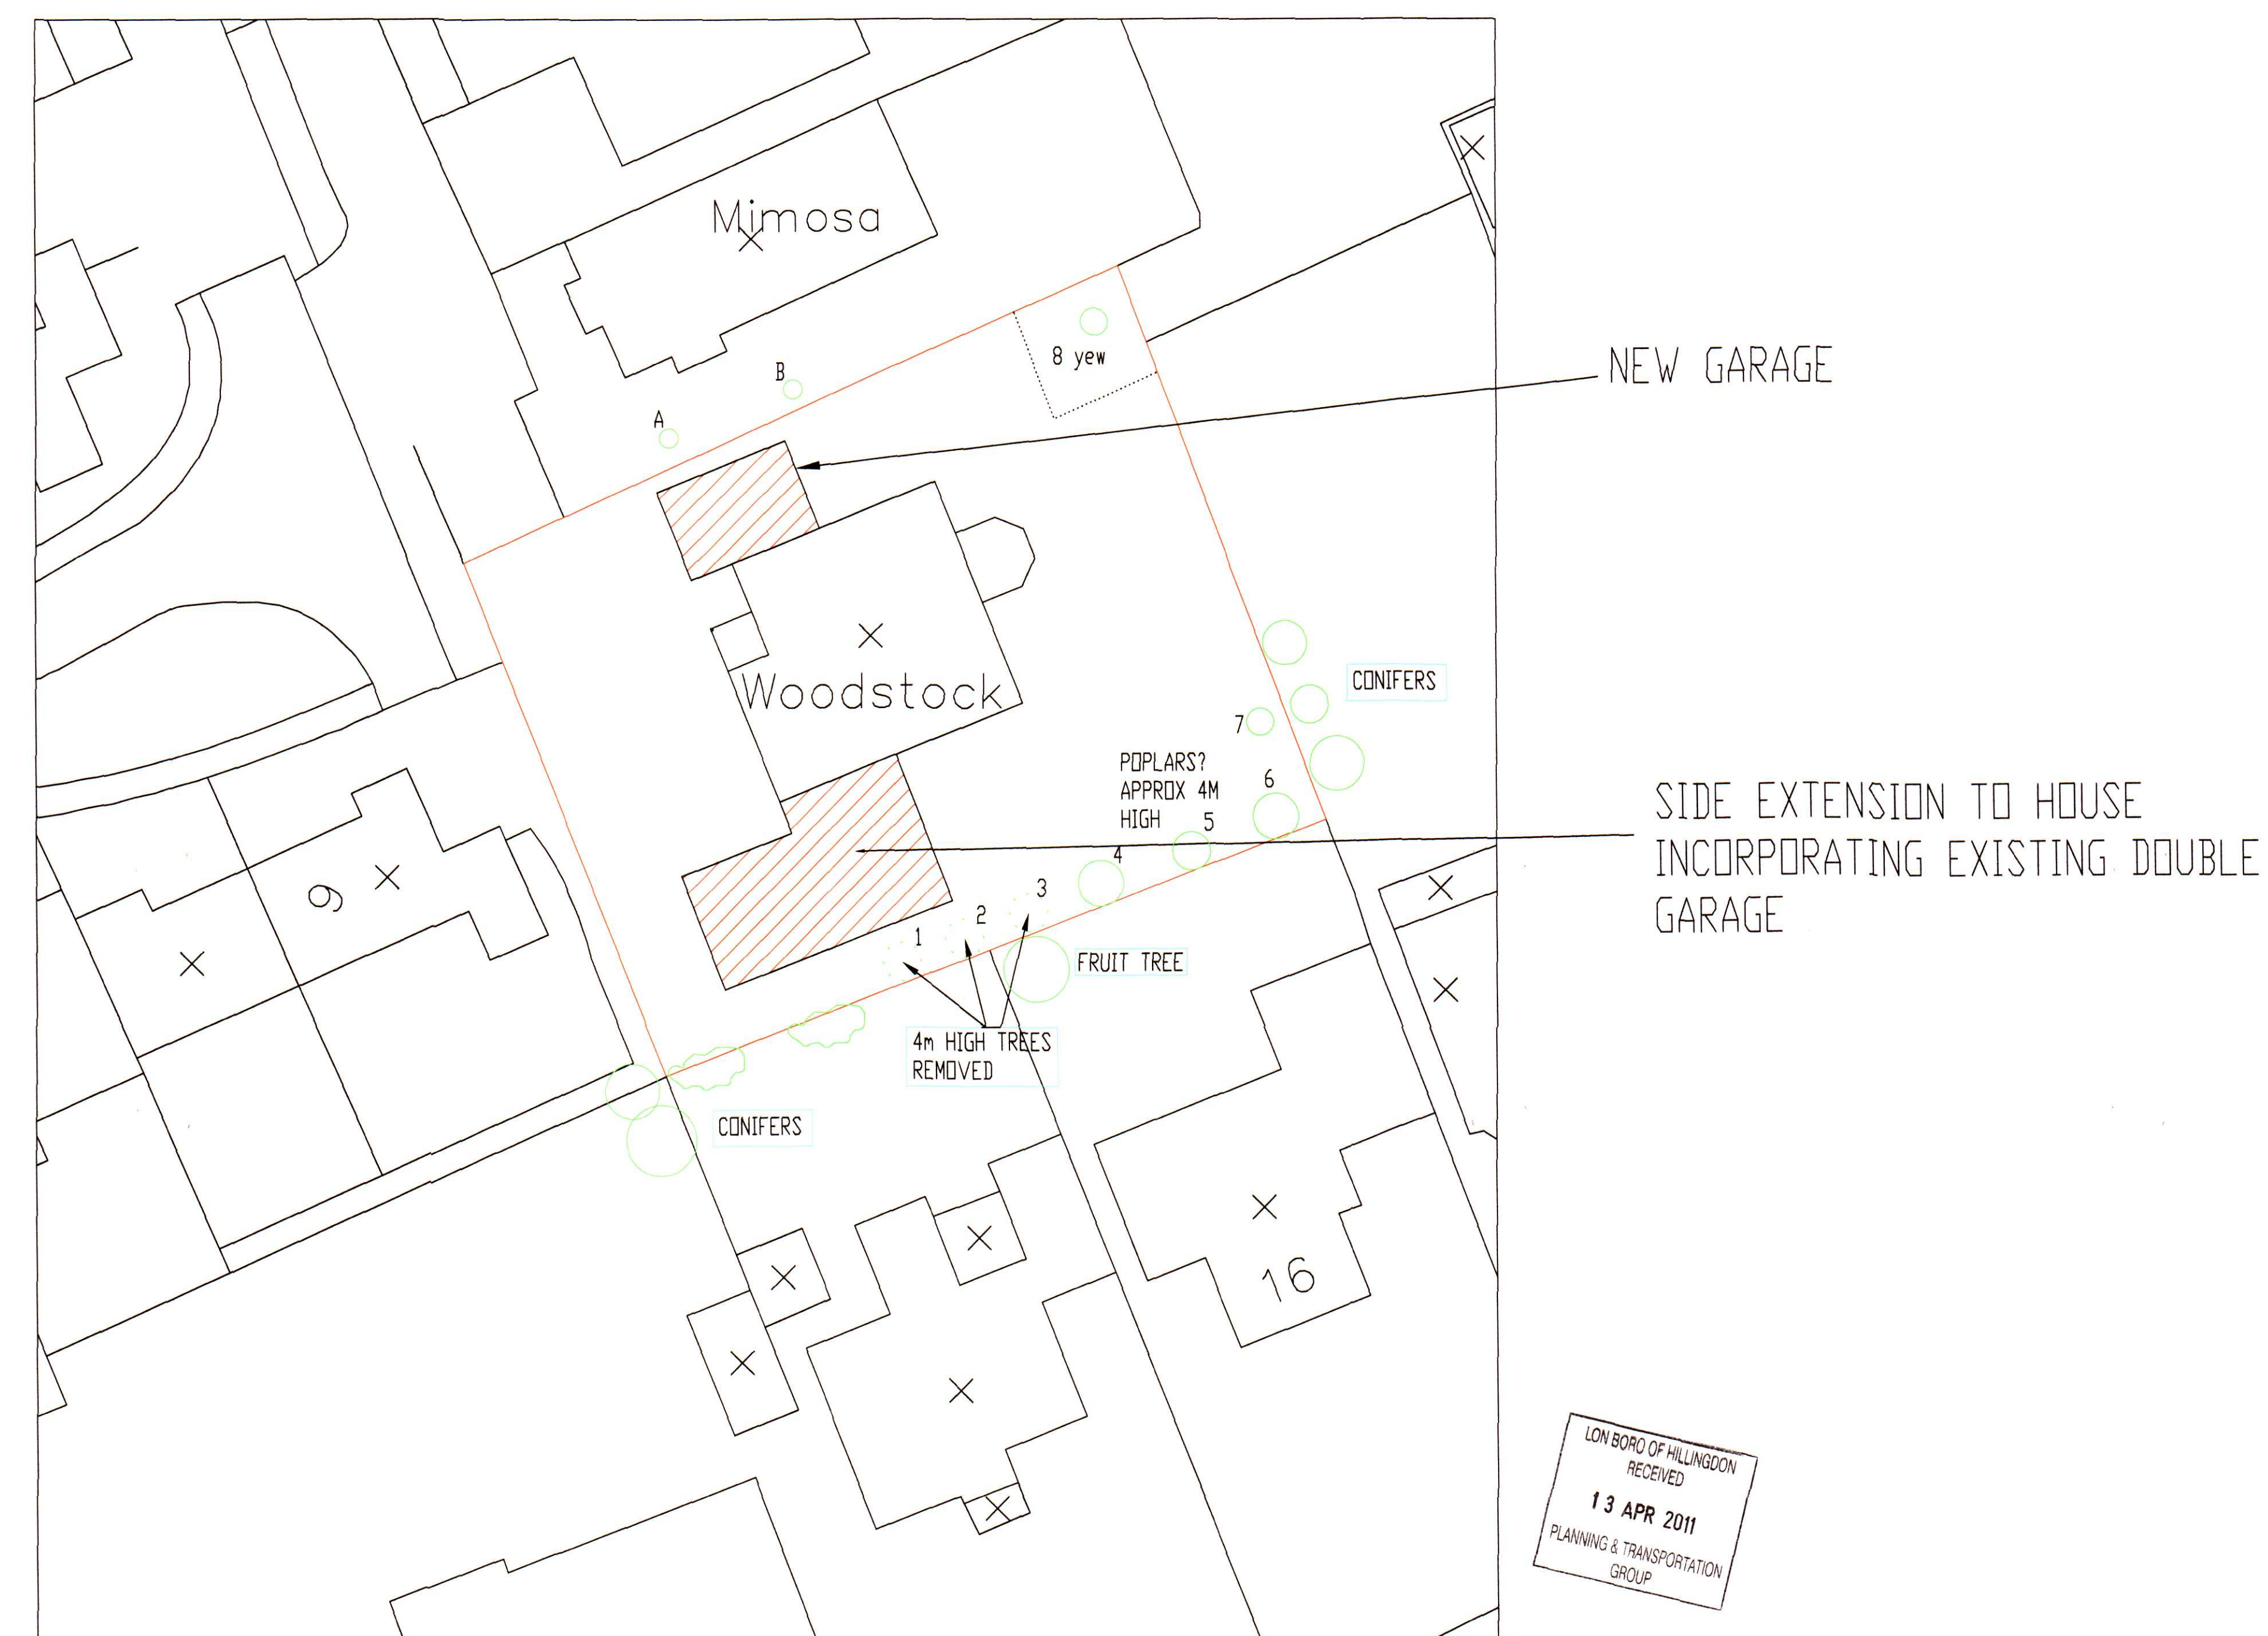 Mimosa
8 yew
NEW GARAGE
B
A
Woodstock
CONIFERS
7
POPLARS?
APPROX 4M
HIGH
6
5
4
SIDE EXTENSION TO HOUSE
INCORPORATING EXISTING DOUBLE
GARAGE
9
3
2
1
FRUIT TREE
4m HIGH TREES
REMOVED
CONIFERS
16
LON BORO OF HILLINGDON
RECEIVED
13 APR 2011
PLANNING & TRANSPORTATION
GROUP